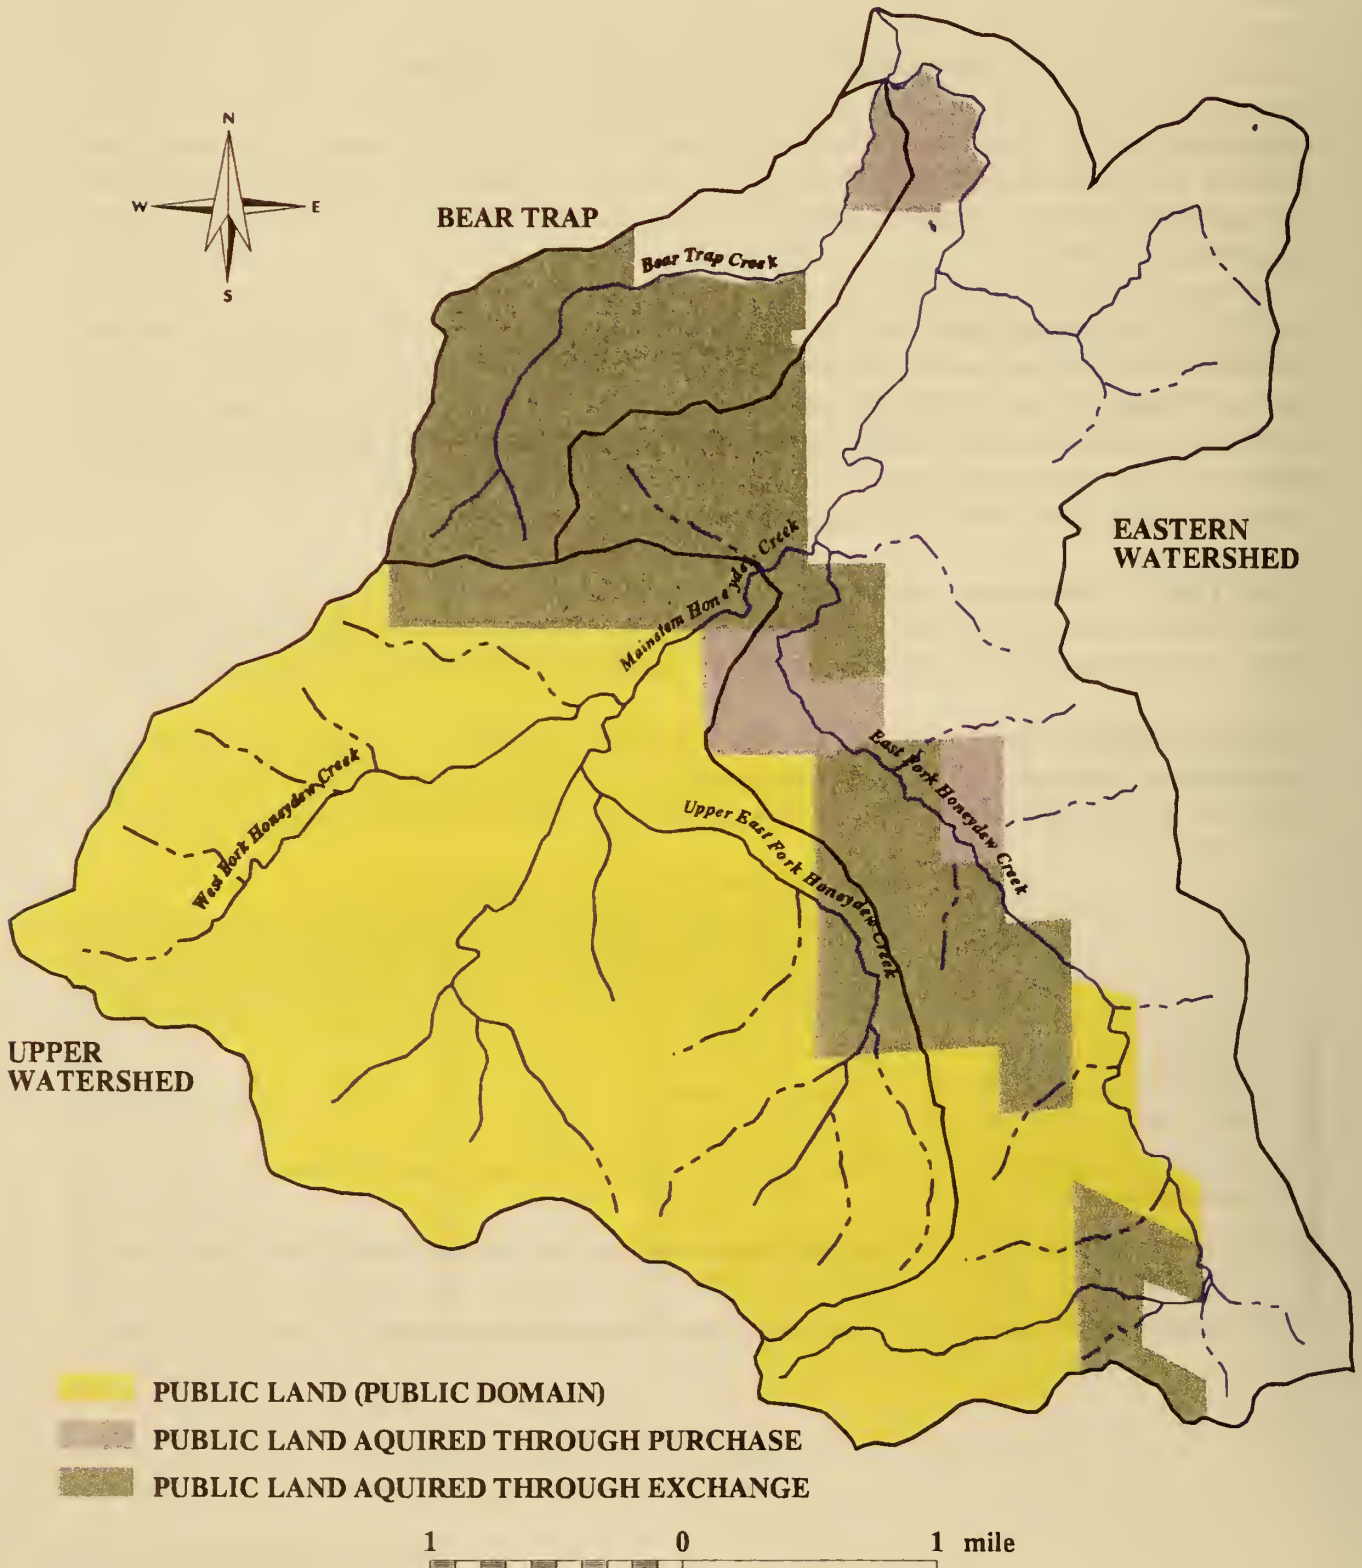 N
W E
S
BEAR TRAP
Bear Trap Creek
EASTERN
WATERSHED
Mainstem Honeydew Creek
West Fork Honeydew Creek
East Fork Honeydew Creek
Upper East Fork Honeydew Creek
UPPER
WATERSHED
PUBLIC LAND (PUBLIC DOMAIN)
PUBLIC LAND AQUIRED THROUGH PURCHASE
PUBLIC LAND AQUIRED THROUGH EXCHANGE
1 0 1 mile